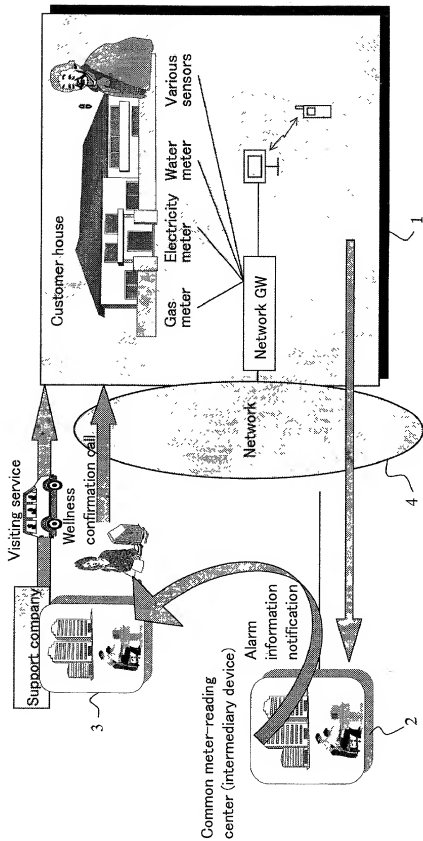 Visiting service
Support company
Wellness
confirmation call
3
Customer house
Gas
meter
Electricity
meter
Water
meter
Various
sensors
Network GW
Network
1
4
Alarm
information
notification
Common meter-reading
center (intermediary device)
2